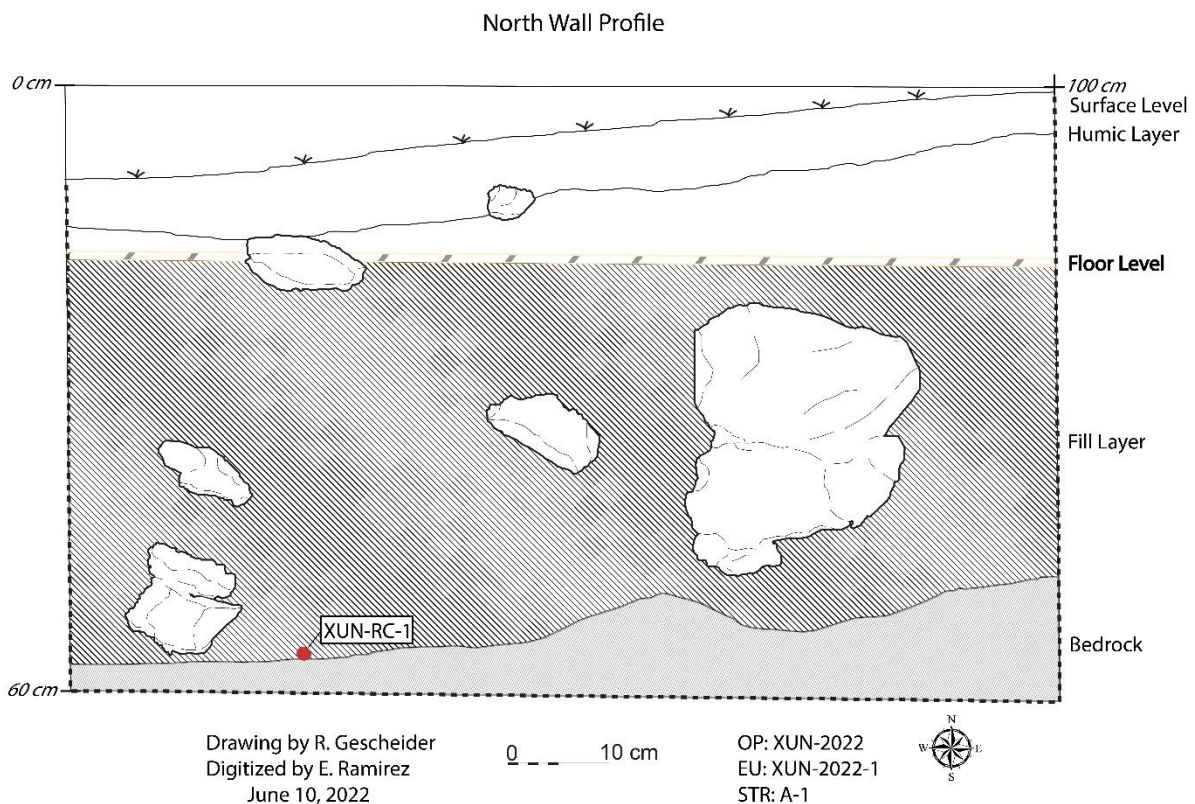 North Wall Profile
0 cm
100 cm
Surface Level
Humic Layer
Floor Level
Fill Layer
XUN-RC-1
Bedrock
60 cm
Drawing by R. Gescheider
Digitized by E. Ramirez
June 10, 2022
0 10 cm
OP: XUN-2022
EU: XUN-2022-1
STR: A-1
N
W E
S